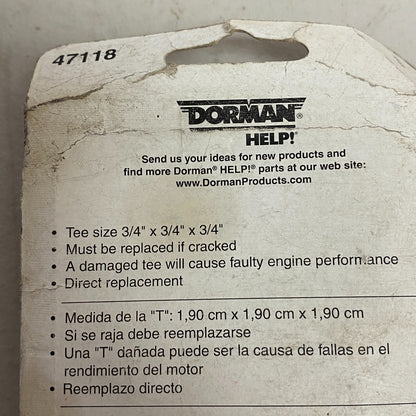 47118
DORMAN®
HELP!®
Send us your ideas for new products and
find more Dorman® HELP!® parts at our web site:
www.DormanProducts.com
• Tee size 3/4" x 3/4" x 3/4"
• Must be replaced if cracked
• A damaged tee will cause faulty engine performance
• Direct replacement
• Medida de la "T": 1,90 cm x 1,90 cm x 1,90 cm
• Si se raja debe reemplazarse
• Una "T" dañada puede ser la causa de fallas en el
rendimiento del motor
• Reemplazo directo